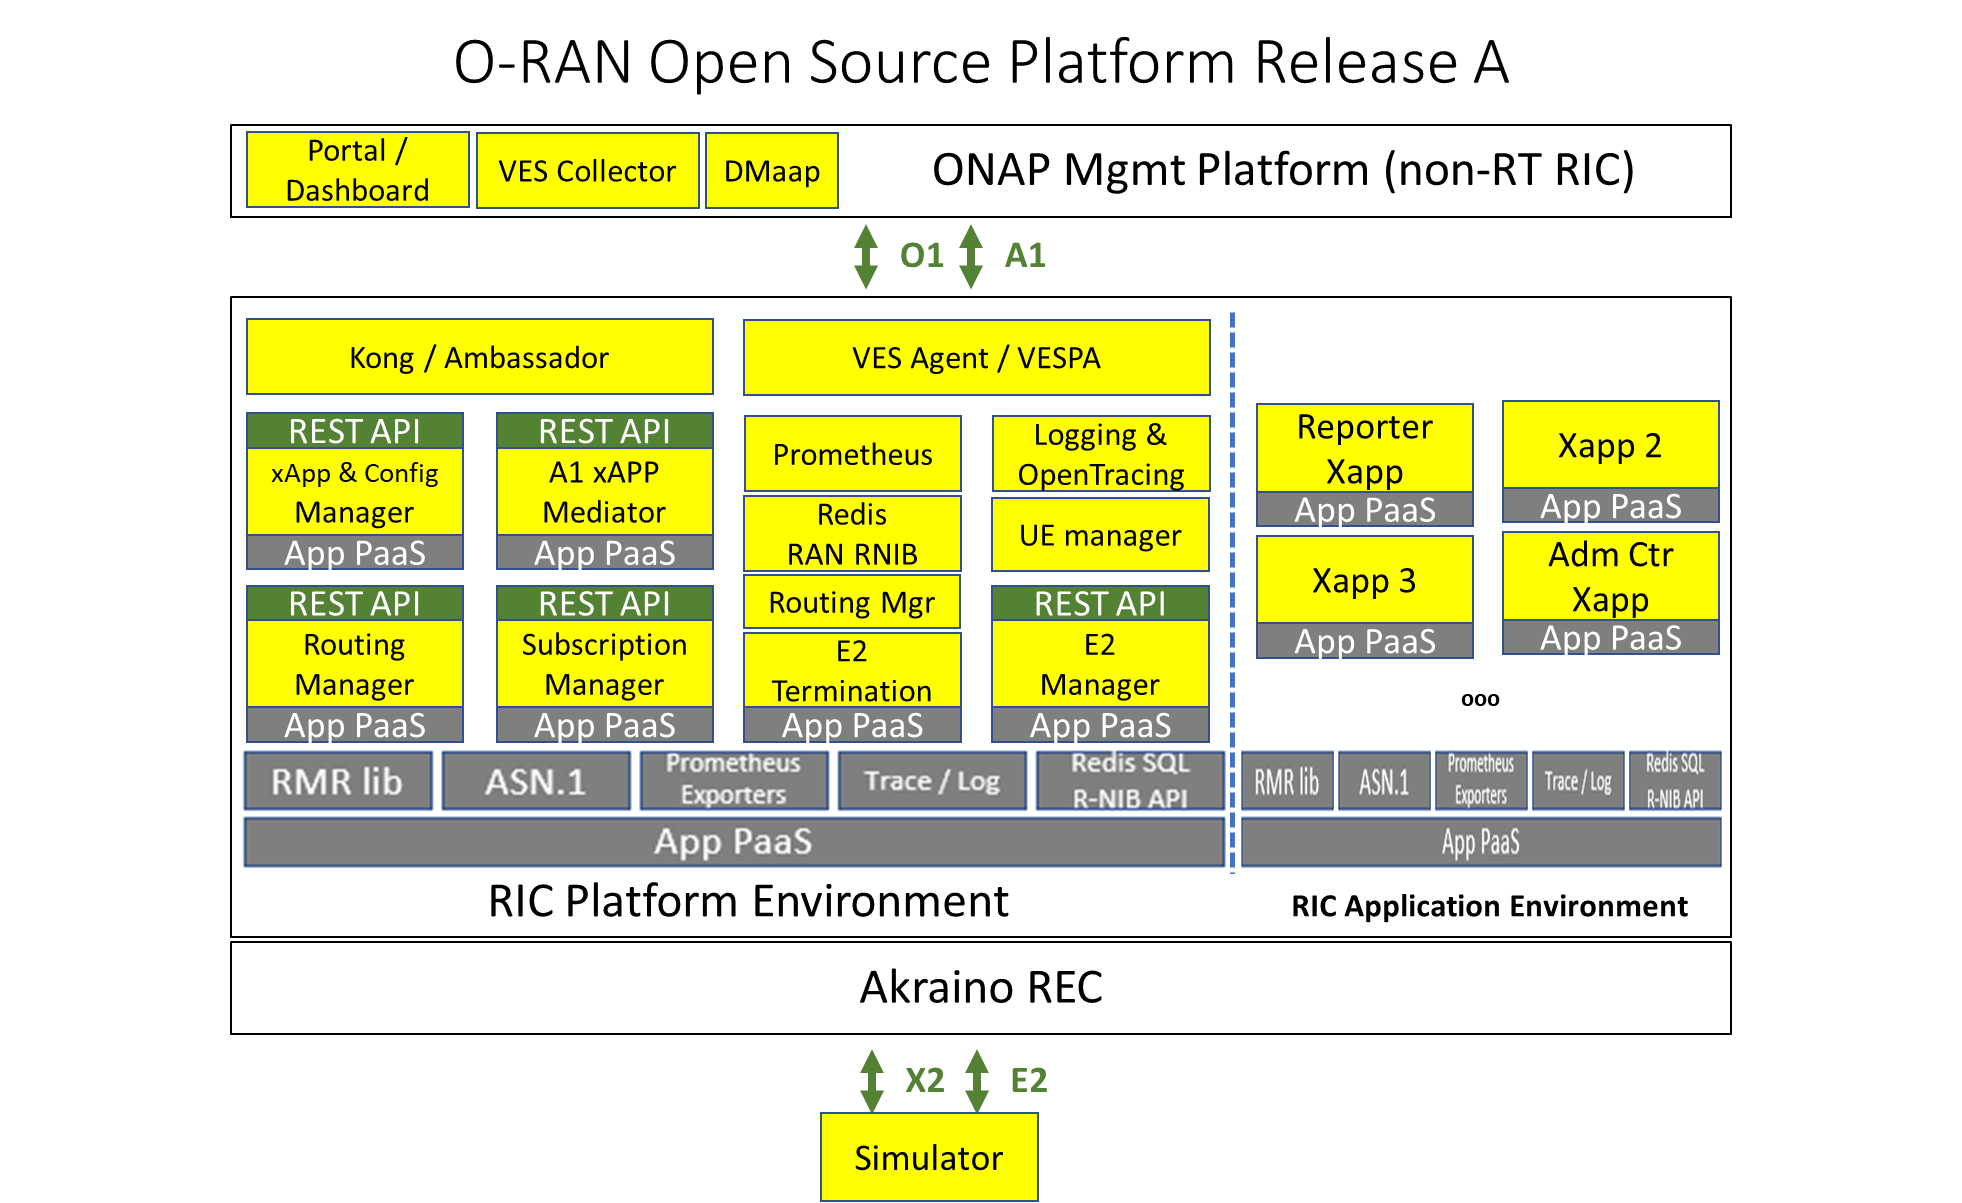 O-RAN Open Source Platform Release A
Portal /
Dashboard
VES Collector
DMaap
ONAP Mgmt Platform (non-RT RIC)
O1
A1
Kong / Ambassador
VES Agent / VESPA
REST API
xApp & Config
Manager
App PaaS
REST API
A1 xAPP
Mediator
App PaaS
Prometheus
Logging &
OpenTracing
Redis
RAN RNIB
UE manager
Reporter
Xapp
App PaaS
Xapp 2
App PaaS
Xapp 3
App PaaS
Adm Ctr
Xapp
App PaaS
REST API
Routing
Manager
App PaaS
REST API
Subscription
Manager
App PaaS
Routing Mgr
E2
Termination
App PaaS
REST API
E2
Manager
App PaaS
ooo
RMR lib
ASN.1
Prometheus
Exporters
Trace / Log
Redis SQL
R-NIB API
RMR lib
ASN.1
Prometheus
Exporters
Trace / Log
Redis SQL
R-NIB API
App PaaS
App PaaS
RIC Platform Environment
RIC Application Environment
Akraino REC
X2
E2
Simulator